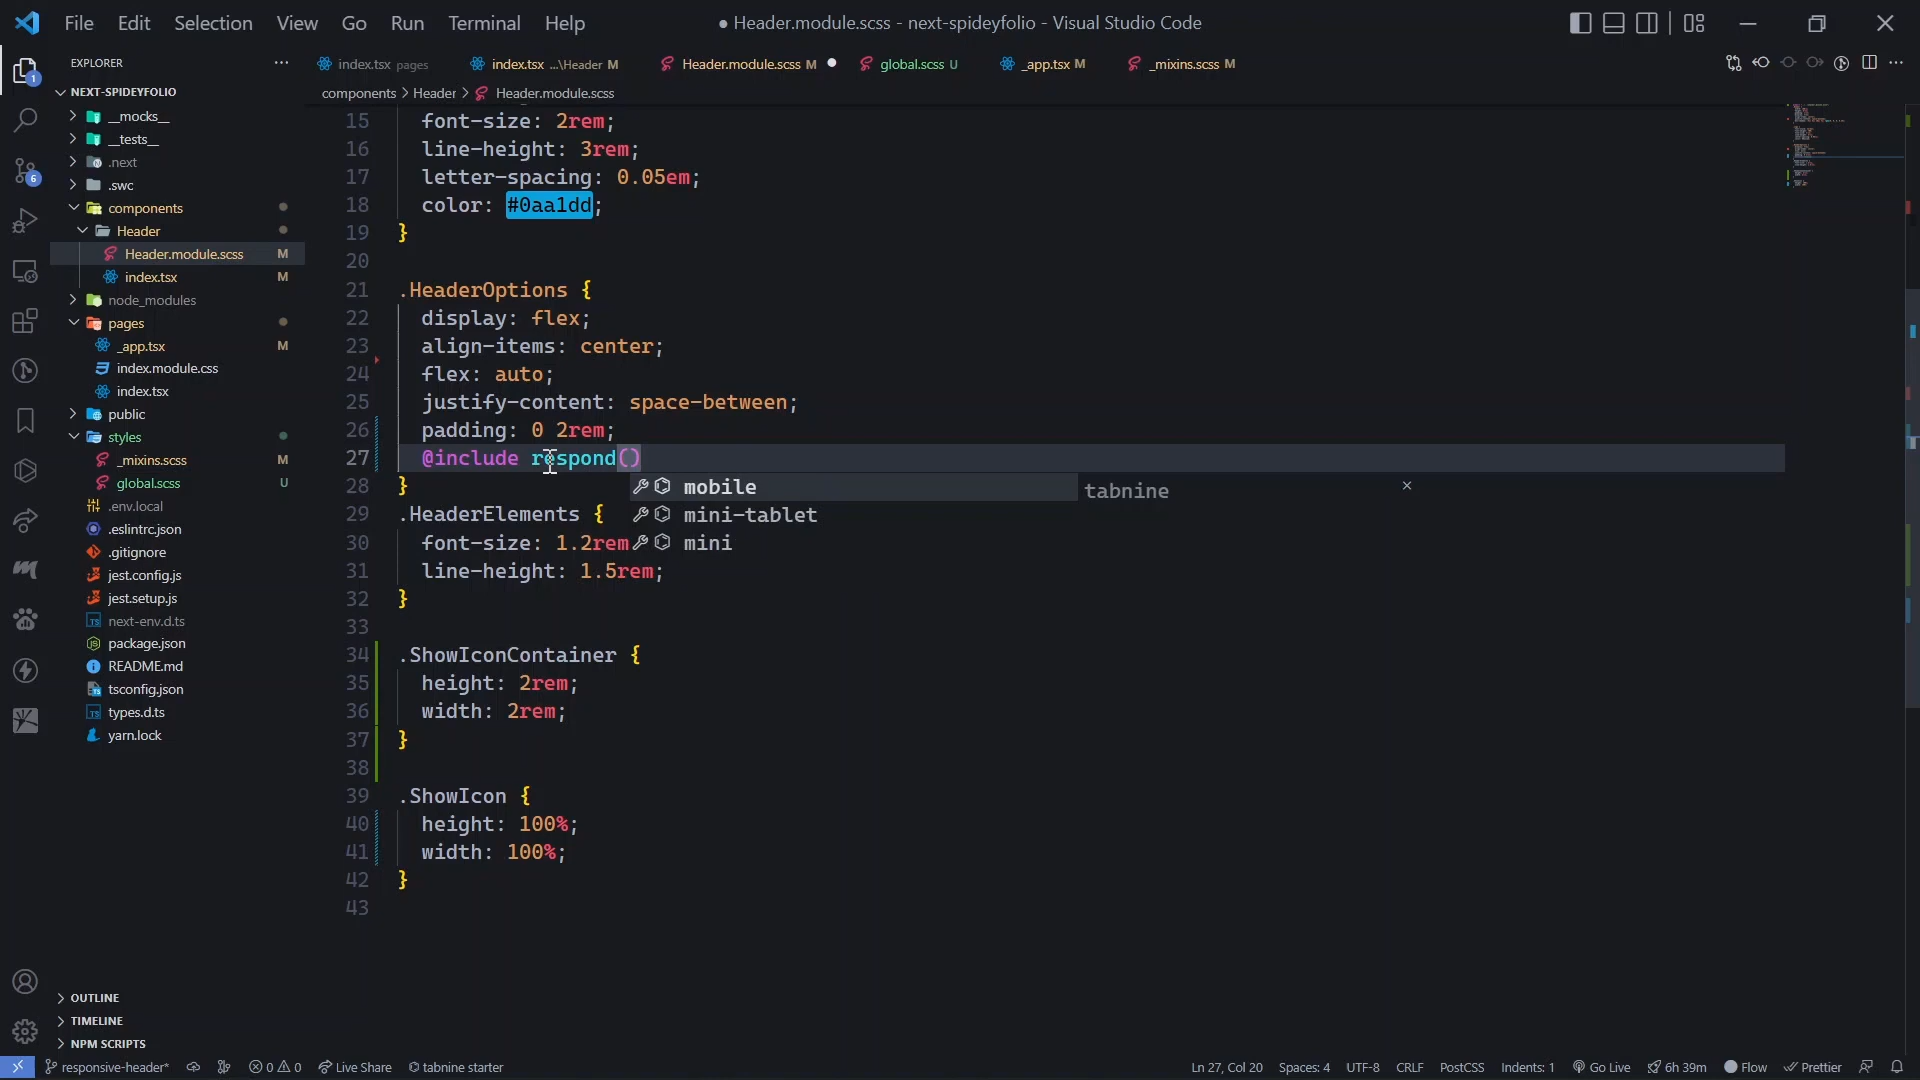 File Edit Selection View Go Run Terminal Help
● Header.module.scss - next-spideyfolio - Visual Studio Code
EXPLORER ···
index.tsx pages
index.tsx ...\Header M
Header.module.scss M ●
global.scss U
_app.tsx M
_mixins.scss M
components > Header > Header.module.scss
1
6
NEXT-SPIDEYFOLIO
__mocks__
__tests__
.next
.swc
components
Header
Header.module.scss M
index.tsx M
node_modules
pages
_app.tsx M
index.module.css
index.tsx
public
styles
_mixins.scss M
global.scss U
.env.local
.eslintrc.json
.gitignore
jest.config.js
jest.setup.js
next-env.d.ts
package.json
README.md
tsconfig.json
types.d.ts
yarn.lock
OUTLINE
TIMELINE
NPM SCRIPTS
15 font-size: 2rem;
16 line-height: 3rem;
17 letter-spacing: 0.05em;
18 color: #0aa1dd;
19 }
20
21 .HeaderOptions {
22 display: flex;
23 align-items: center;
24 flex: auto;
25 justify-content: space-between;
26 padding: 0 2rem;
27 @include respond()
28 }
29 .HeaderElements {
30 font-size: 1.2rem
31 line-height: 1.5rem;
32 }
33
34 .ShowIconContainer {
35 height: 2rem;
36 width: 2rem;
37 }
38
39 .ShowIcon {
40 height: 100%;
41 width: 100%;
42 }
43
mobile
mini-tablet
mini
tabnine
responsive-header* 0 0 Live Share tabnine starter
Ln 27, Col 20 Spaces: 4 UTF-8 CRLF PostCSS Indents: 1 Go Live 6h 39m Flow Prettier